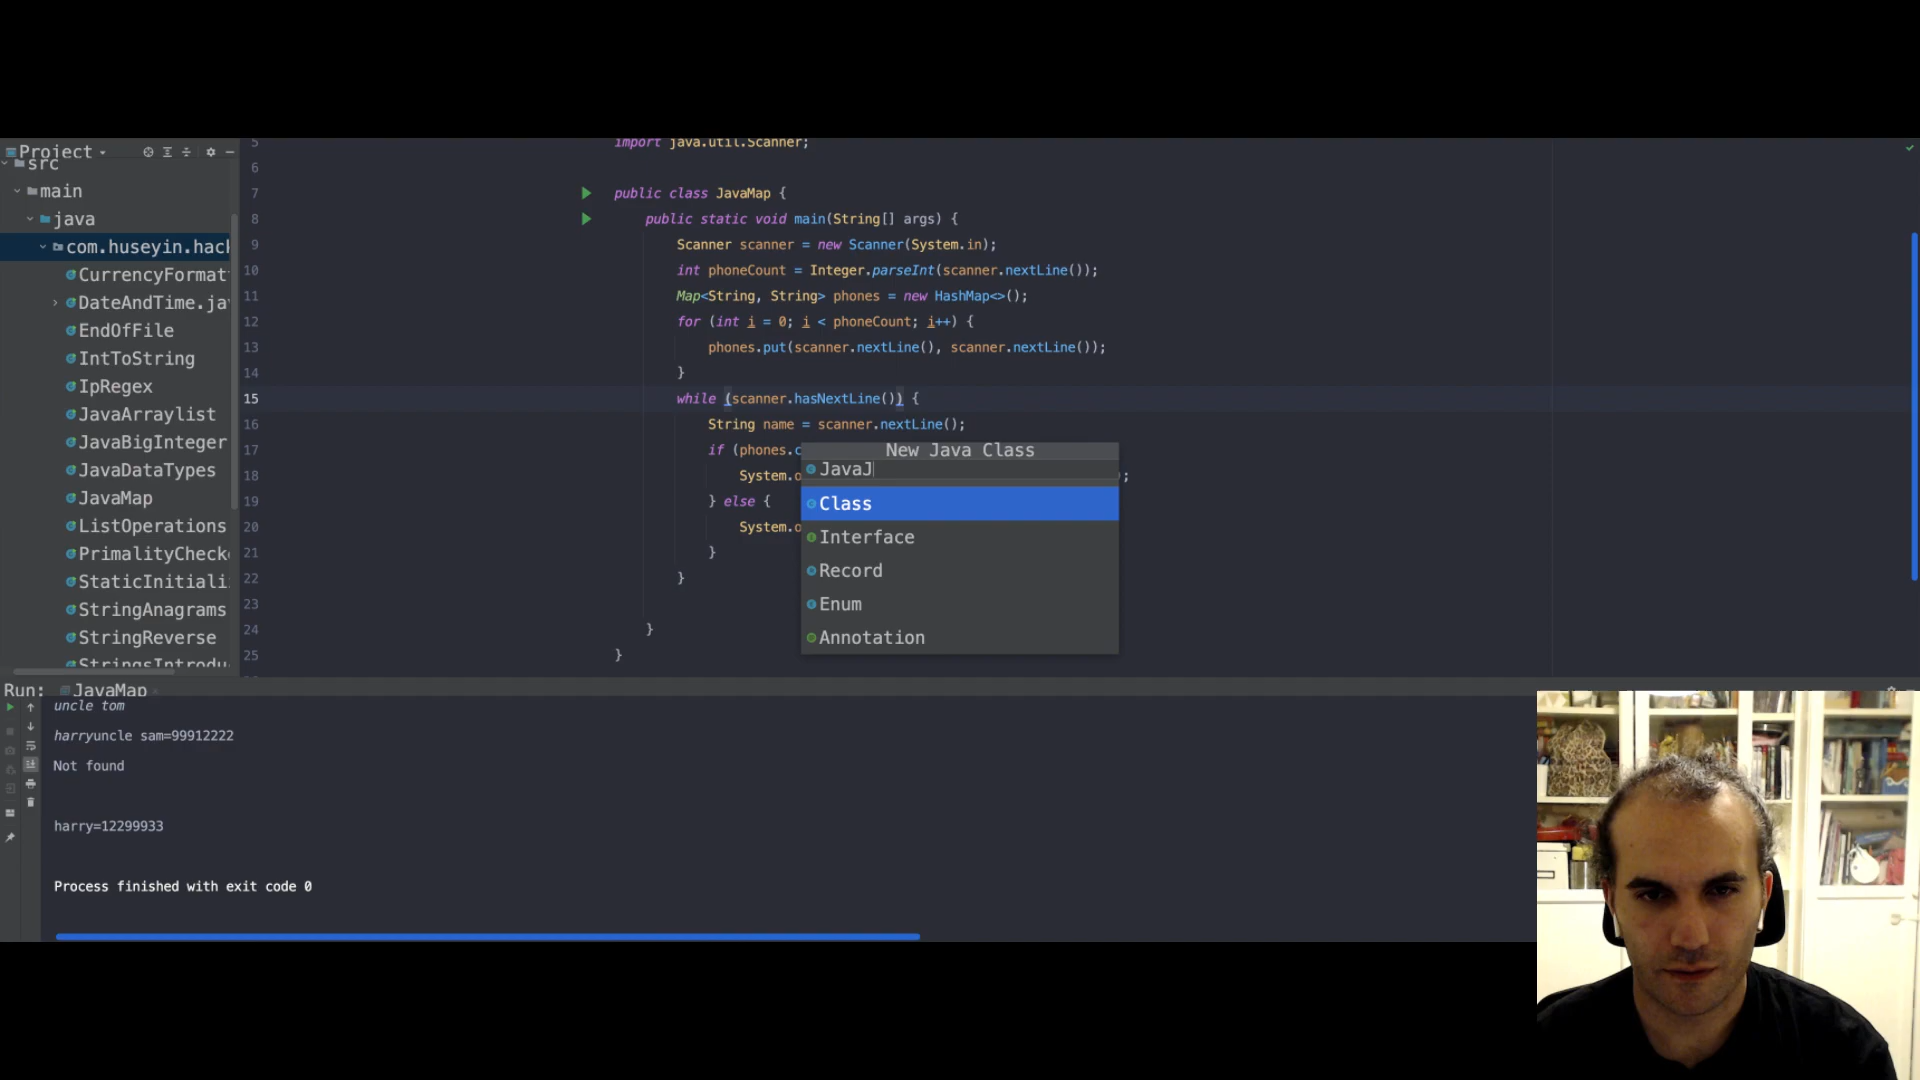 Project
src
main
java
com.huseyin.hack
CurrencyFormat
DateAndTime.jav
EndOfFile
IntToString
IpRegex
JavaArraylist
JavaBigInteger
JavaDataTypes
JavaMap
ListOperations
PrimalityChecke
StaticInitiali
StringAnagrams
StringReverse
StringsIntrodu
5 import java.util.Scanner;
6
7 public class JavaMap {
8 public static void main(String[] args) {
9 Scanner scanner = new Scanner(System.in);
10 int phoneCount = Integer.parseInt(scanner.nextLine());
11 Map<String, String> phones = new HashMap<>();
12 for (int i = 0; i < phoneCount; i++) {
13 phones.put(scanner.nextLine(), scanner.nextLine());
14 }
15 while (scanner.hasNextLine()) {
16 String name = scanner.nextLine();
17 if (phones.c
18 System.o );
19 } else {
20 System.o
21 }
22 }
23
24 }
25 }
New Java Class
JavaJ
Class
Interface
Record
Enum
Annotation
Run: JavaMap
uncle tom
harryuncle sam=99912222
Not found
harry=12299933
Process finished with exit code 0